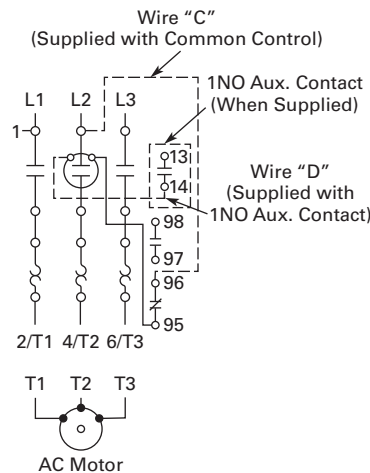 Wire “C”
(Supplied with Common Control)
1NO Aux. Contact
(When Supplied)
L1 L2 L3
1
13
14
Wire “D”
(Supplied with
1NO Aux. Contact)
98
97
96
95
2/T1 4/T2 6/T3
T1 T2 T3
AC Motor